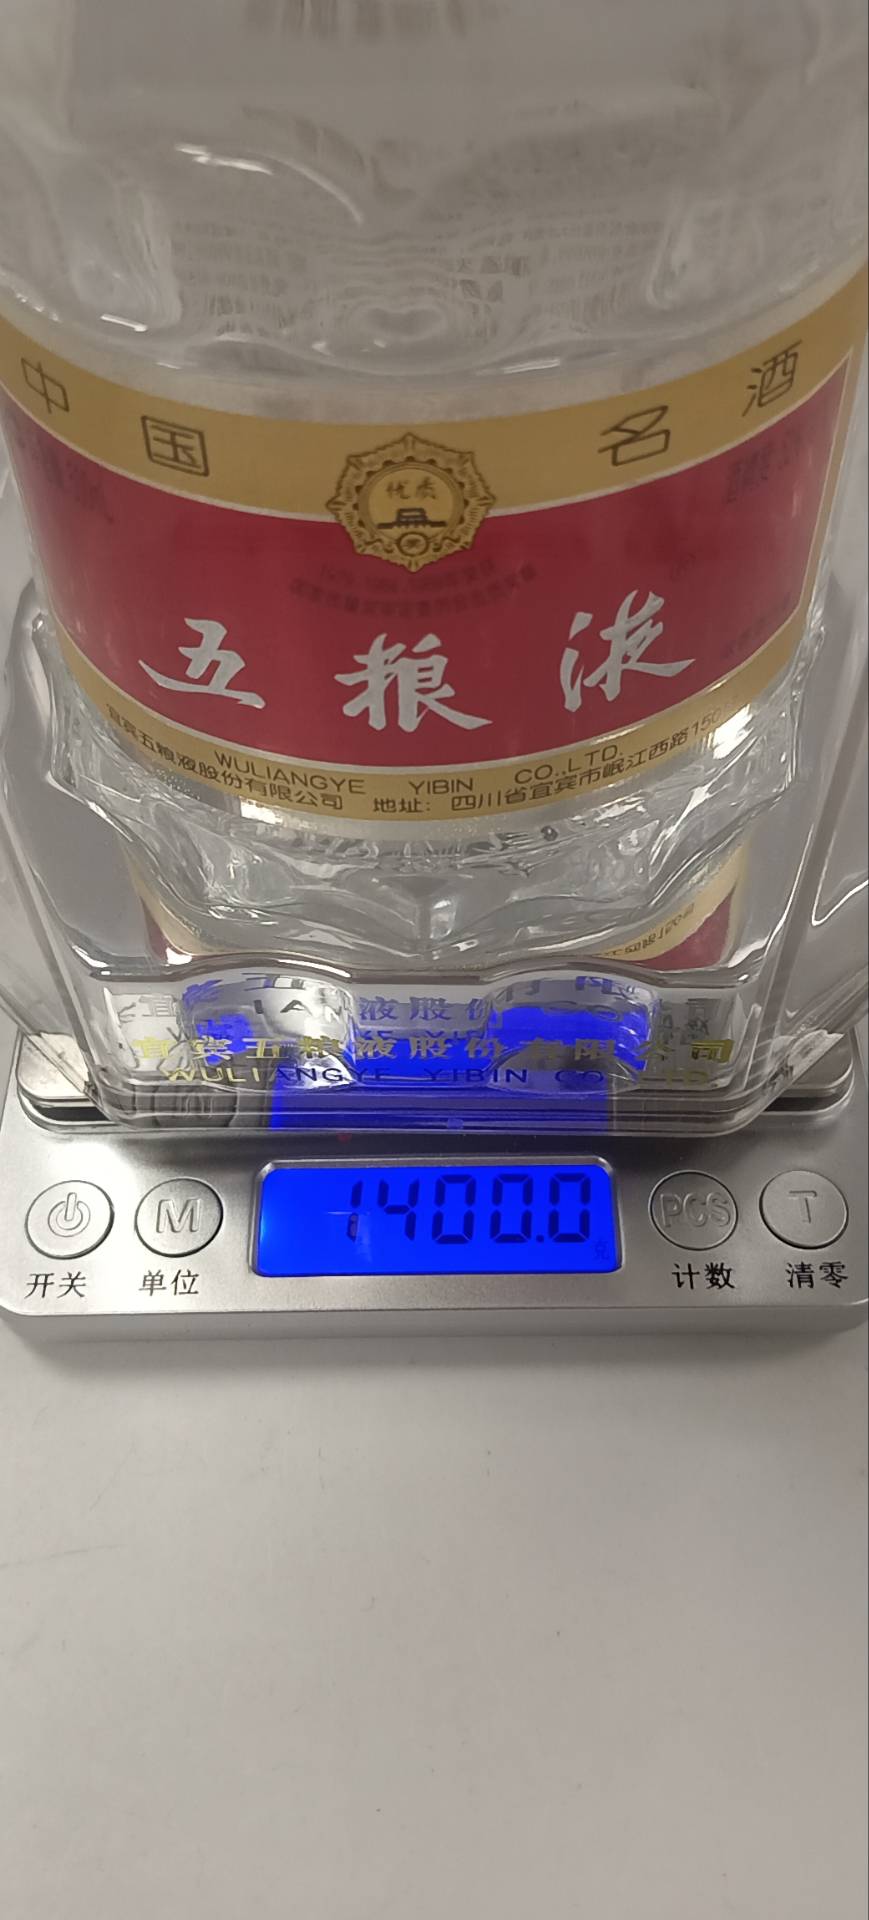 中国名酒
优质
五粮液
WULIANGYE YIBIN CO.,LTD.
宜宾五粮液股份有限公司 地址：四川省宜宾市岷江西路150
宜宾五粮液股份有限公司
WULIANGYE YIBIN CO LTD.
1400.0
克
M PCS T
开关 单位 计数 清零